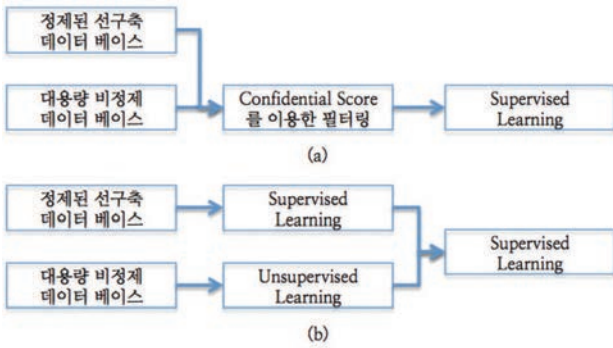 정제된 선구축
데이터 베이스
대용량 비정제
데이터 베이스
Confidential Score
를 이용한 필터링
Supervised
Learning
(a)
정제된 선구축
데이터 베이스
Supervised
Learning
대용량 비정제
데이터 베이스
Unsupervised
Learning
Supervised
Learning
(b)